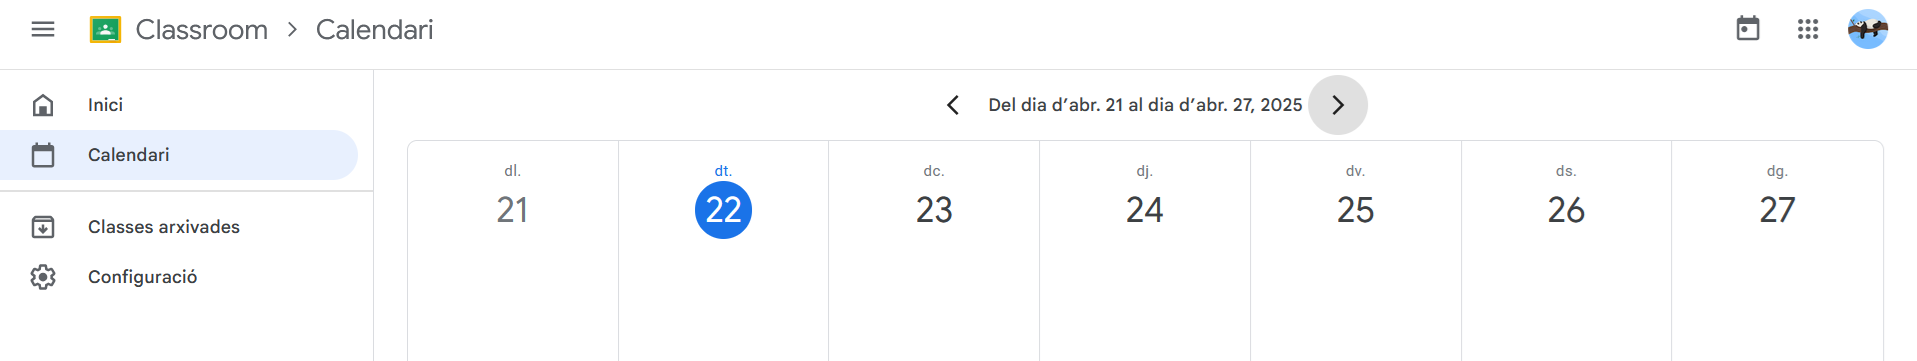 Classroom > Calendari
Inici
Calendari
Classes arxivades
Configuració
Del dia d’abr. 21 al dia d’abr. 27, 2025
dl. dt. dc. dj. dv. ds. dg.
21 22 23 24 25 26 27